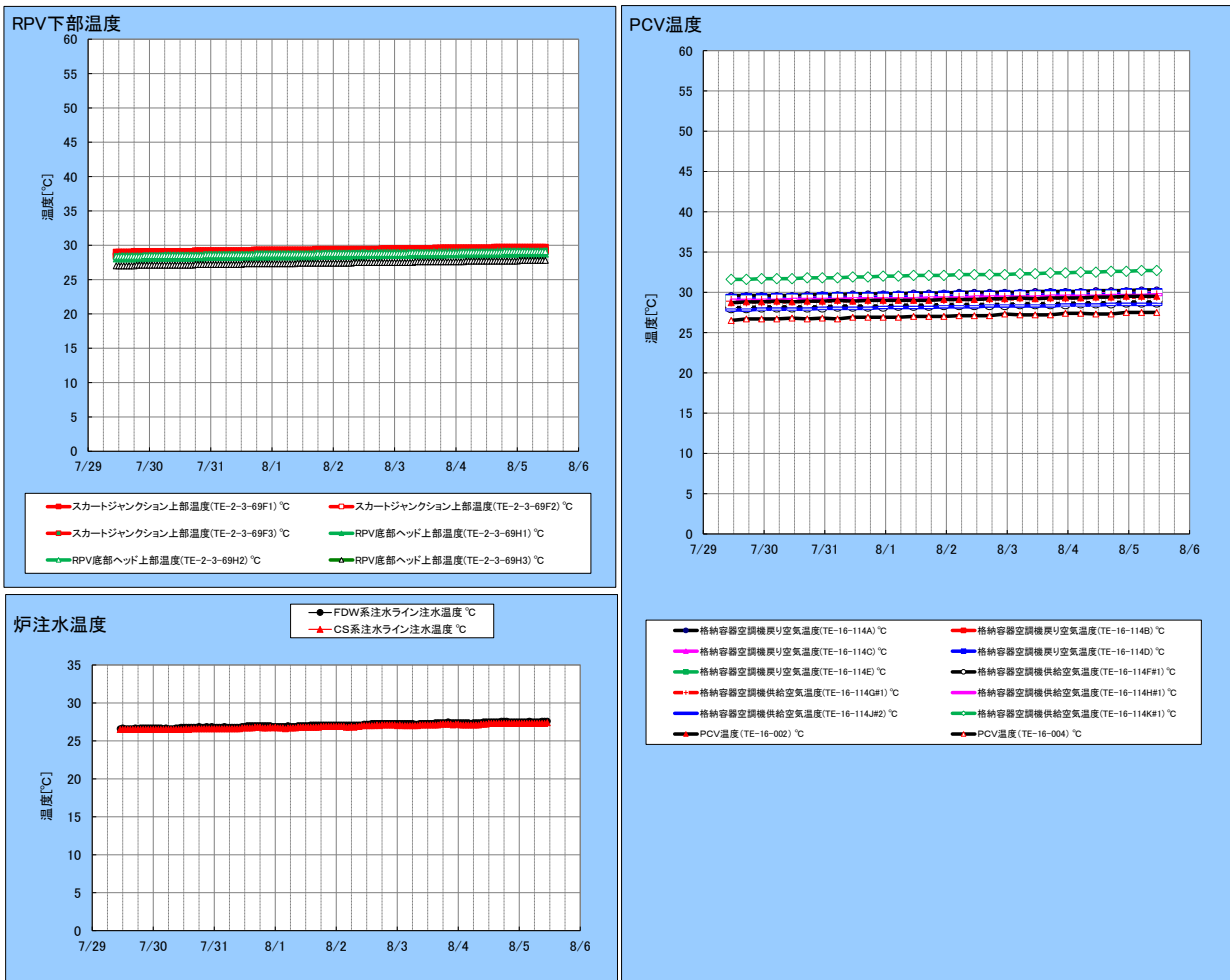 RPV下部温度
60
55
50
45
40
35
30
25
20
15
10
5
0
温度[℃]
7/29 7/30 7/31 8/1 8/2 8/3 8/4 8/5 8/6
スカートジャンクション上部温度(TE-2-3-69F1) ℃ スカートジャンクション上部温度(TE-2-3-69F2) ℃
スカートジャンクション上部温度(TE-2-3-69F3) ℃ RPV底部ヘッド上部温度(TE-2-3-69H1) ℃
RPV底部ヘッド上部温度(TE-2-3-69H2) ℃ RPV底部ヘッド上部温度(TE-2-3-69H3) ℃
炉注水温度
FDW系注水ライン注水温度 ℃
CS系注水ライン注水温度 ℃
35
30
25
20
15
10
5
0
温度[℃]
7/29 7/30 7/31 8/1 8/2 8/3 8/4 8/5 8/6
PCV温度
60
55
50
45
40
35
30
25
20
15
10
5
0
温度[℃]
7/29 7/30 7/31 8/1 8/2 8/3 8/4 8/5 8/6
格納容器空調機戻り空気温度(TE-16-114A) ℃ 格納容器空調機戻り空気温度(TE-16-114B) ℃
格納容器空調機戻り空気温度(TE-16-114C) ℃ 格納容器空調機戻り空気温度(TE-16-114D) ℃
格納容器空調機戻り空気温度(TE-16-114E) ℃ 格納容器空調機供給空気温度(TE-16-114F#1) ℃
格納容器空調機供給空気温度(TE-16-114G#1) ℃ 格納容器空調機供給空気温度(TE-16-114H#1) ℃
格納容器空調機供給空気温度(TE-16-114J#2) ℃ 格納容器空調機供給空気温度(TE-16-114K#1) ℃
PCV温度(TE-16-002) ℃ PCV温度(TE-16-004) ℃